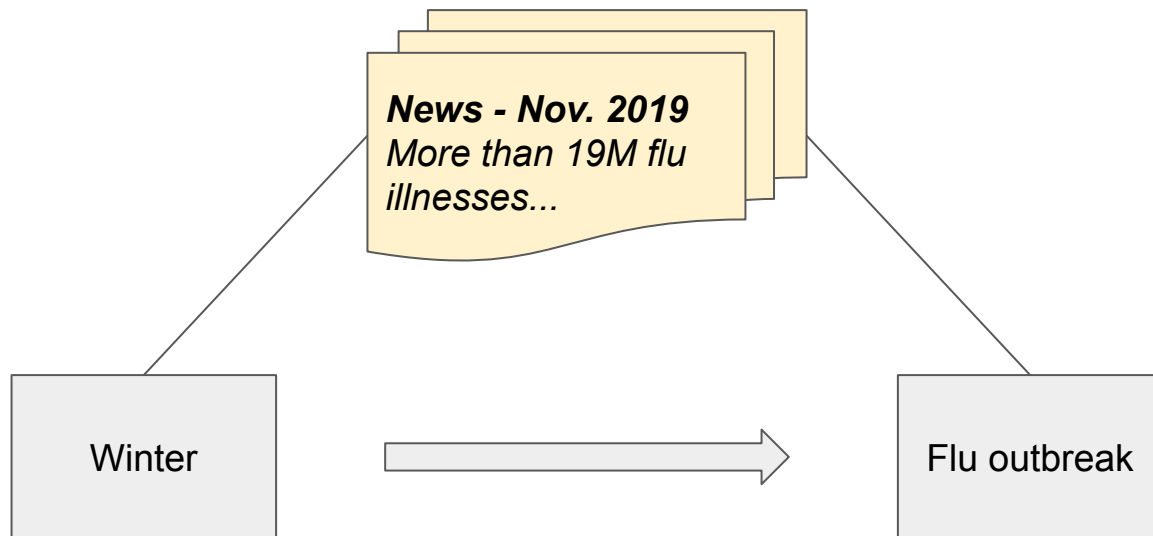 News - Nov. 2019
More than 19M flu
illnesses...
Winter
Flu outbreak